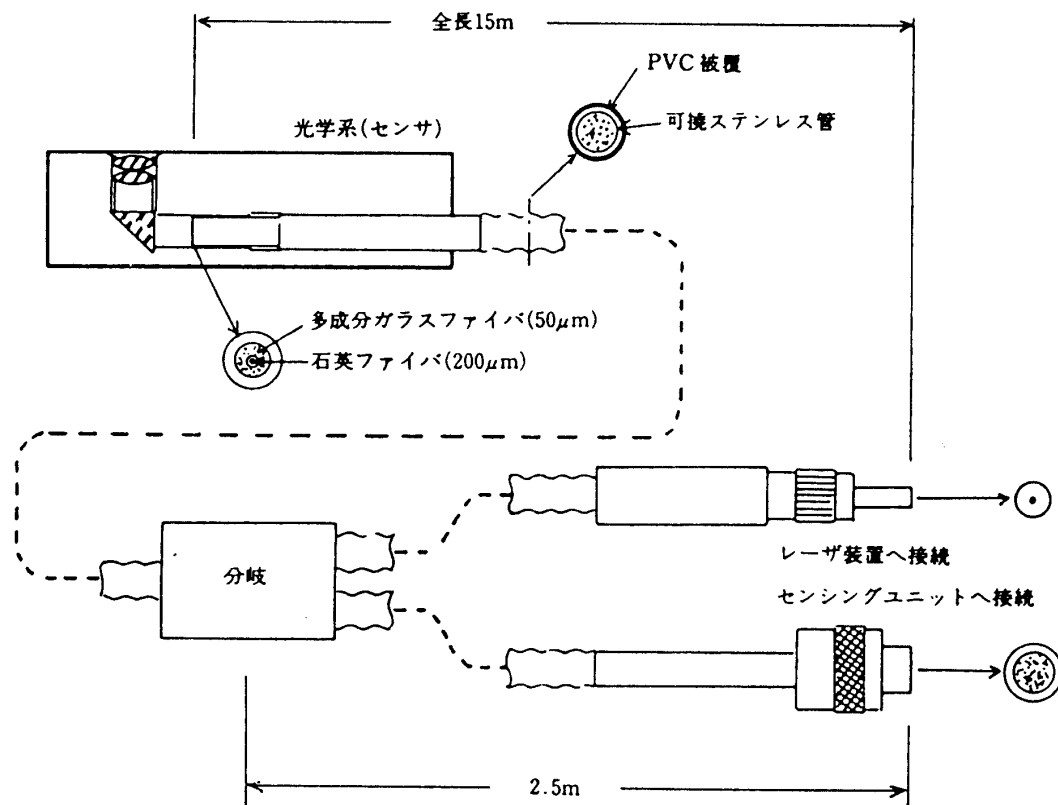 全長15m
PVC被覆
可撓ステンレス管
光学系(センサ)
多成分ガラスファイバ(50μm)
石英ファイバ(200μm)
分岐
レーザ装置へ接続
センシングユニットへ接続
2.5m